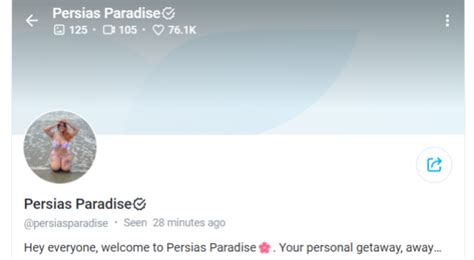 Persias Paradise
125 · 105 · 76.1K
Persias Paradise
@persiasparadise · Seen 28 minutes ago
Hey everyone, welcome to Persias Paradise🌸. Your personal getaway, away...